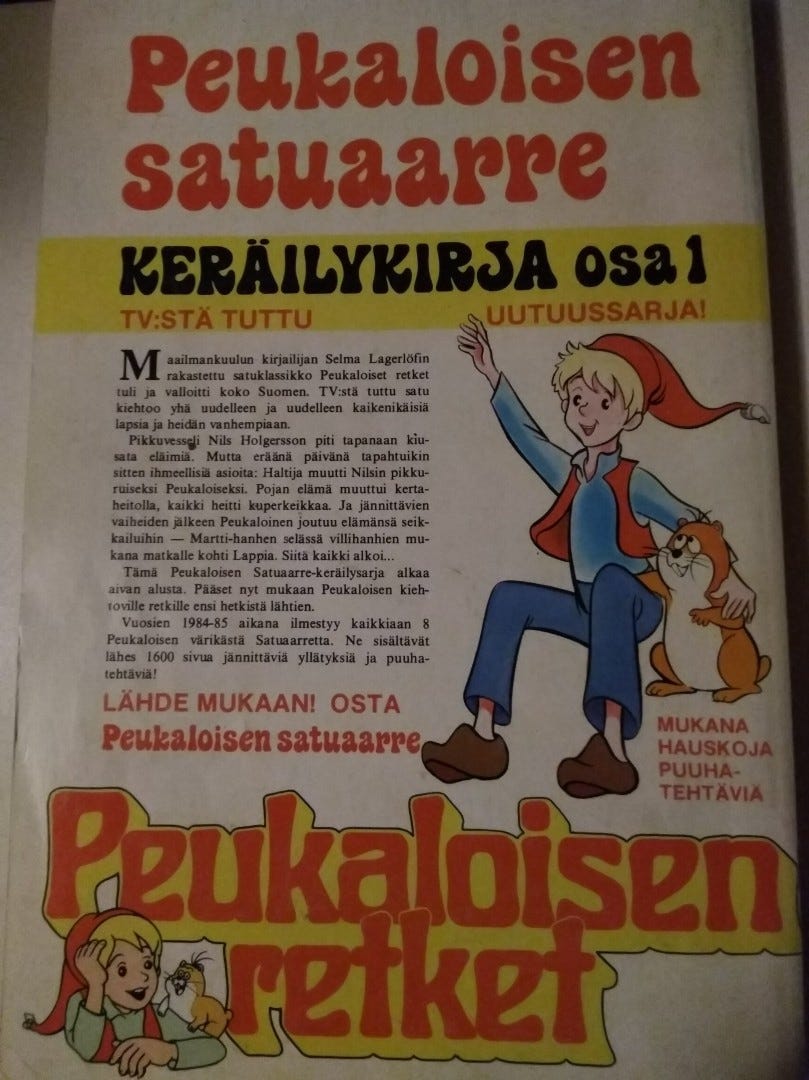 Peukaloisen
satuaarre
KERÄILYKIRJA osa 1
TV:STÄ TUTTU UUTUUSSARJA!
Maailmankuulun kirjailijan Selma Lagerlöfin
rakastettu satuklassikko Peukaloiset retket
tuli ja valloitti koko Suomen. TV:stä tuttu satu
kiehtoo yhä uudelleen ja uudelleen kaikenikäisiä
lapsia ja heidän vanhempiaan.
Pikkuvesseli Nils Holgersson piti tapanaan kiu-
sata eläimiä. Mutta eräänä päivänä tapahtuikin
sitten ihmeellisiä asioita: Haltija muutti Nilsin pikku-
ruiseksi Peukaloiseksi. Pojan elämä muuttui kerta-
heitolla, kaikki heitti kuperkeikkaa. Ja jännittävien
vaiheiden jälkeen Peukaloinen joutuu elämänsä seik-
kailuihin — Martti-hanhen selässä villihanhien mu-
kana matkalle kohti Lappia. Siitä kaikki alkoi...
Tämä Peukaloisen Satuaarre-keräilysarja alkaa
aivan alusta. Pääset nyt mukaan Peukaloisen kieh-
toville retkille ensi hetkistä lähtien.
Vuosien 1984-85 aikana ilmestyy kaikkiaan 8
Peukaloisen värikästä Satuaarretta. Ne sisältävät
lähes 1600 sivua jännittäviä yllätyksiä ja puuha-
tehtäviä!
LÄHDE MUKAAN! OSTA
Peukaloisen satuaarre
MUKANA
HAUSKOJA
PUUHA-
TEHTÄVIÄ
Peukaloisen
retket